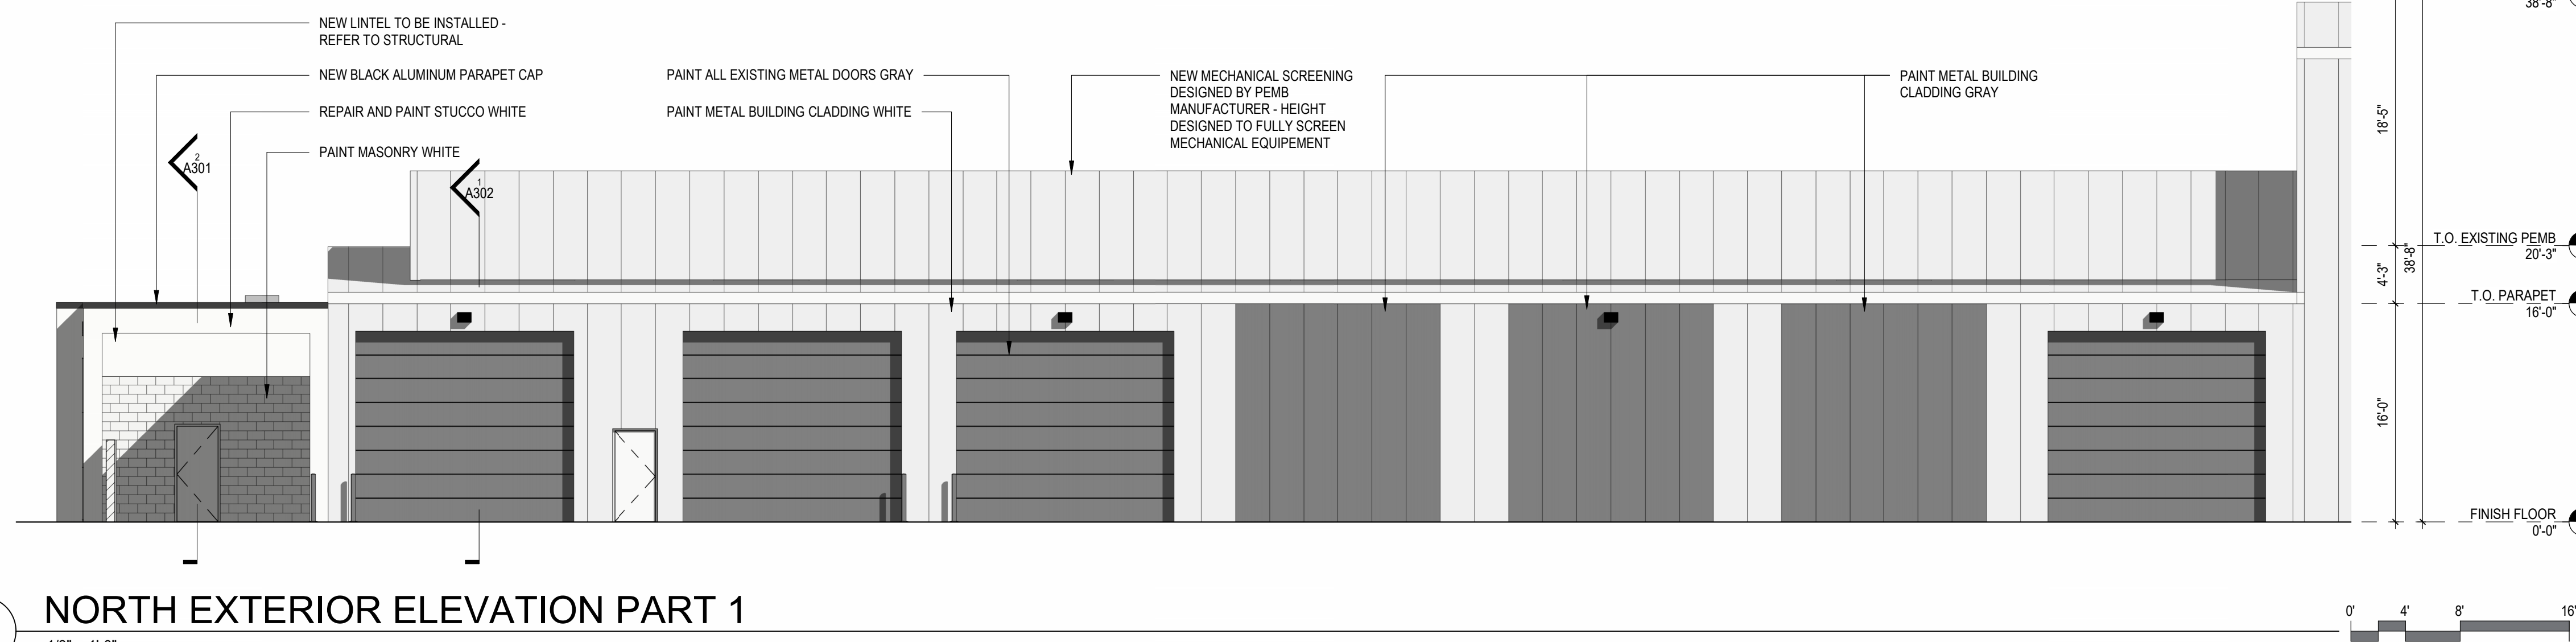 NEW LINTEL TO BE INSTALLED -
REFER TO STRUCTURAL
NEW BLACK ALUMINUM PARAPET CAP
REPAIR AND PAINT STUCCO WHITE
PAINT MASONRY WHITE
2
A301
1
A302
PAINT ALL EXISTING METAL DOORS GRAY
PAINT METAL BUILDING CLADDING WHITE
NEW MECHANICAL SCREENING
DESIGNED BY PEMB
MANUFACTURER - HEIGHT
DESIGNED TO FULLY SCREEN
MECHANICAL EQUIPEMENT
PAINT METAL BUILDING
CLADDING GRAY
38'-8"
18'-5"
4'-3"
38'-8"
16'-0"
T.O. EXISTING PEMB
20'-3"
T.O. PARAPET
16'-0"
FINISH FLOOR
0'-0"
NORTH EXTERIOR ELEVATION PART 1
0' 4' 8' 16'